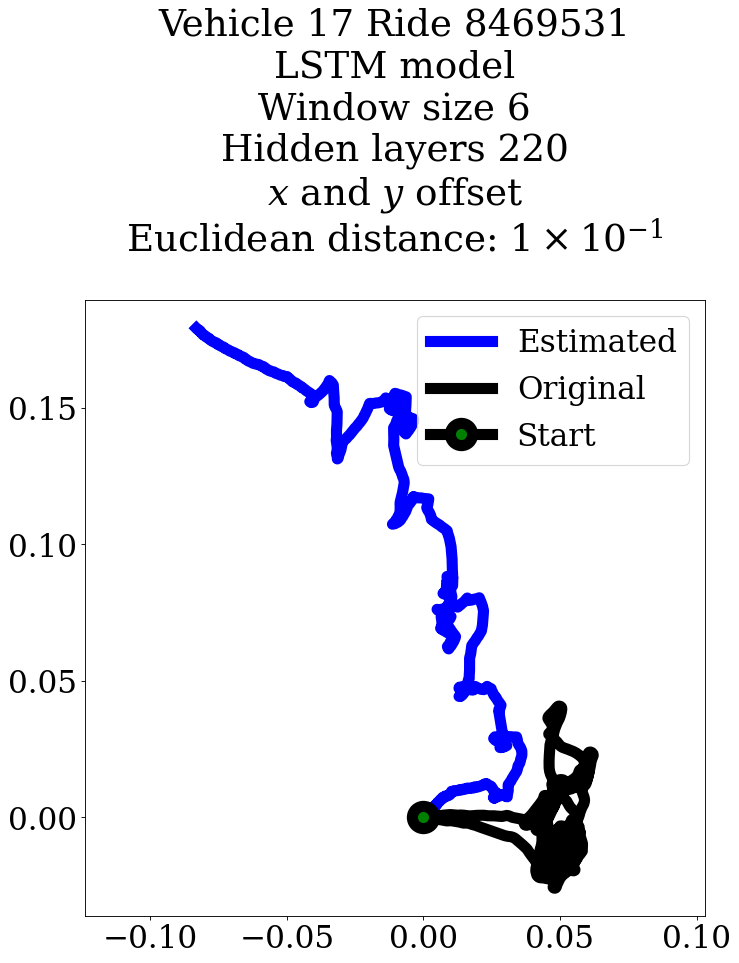 Vehicle 17 Ride 8469531
LSTM model
Window size 6
Hidden layers 220
x and y offset
Euclidean distance: 1 × 10⁻¹
Estimated
Original
Start
0.15
0.10
0.05
0.00
−0.10 −0.05 0.00 0.05 0.10